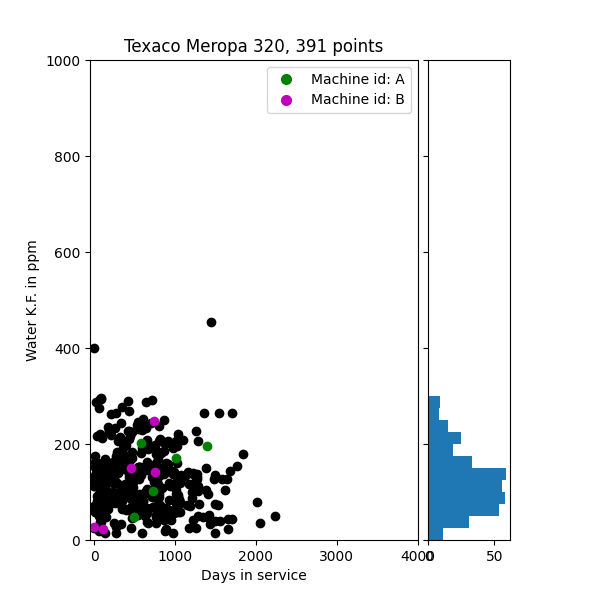 Texaco Meropa 320, 391 points
Machine id: A
Machine id: B
Water K.F. in ppm
1000
800
600
400
200
0
0 1000 2000 3000 4000
0 50
Days in service